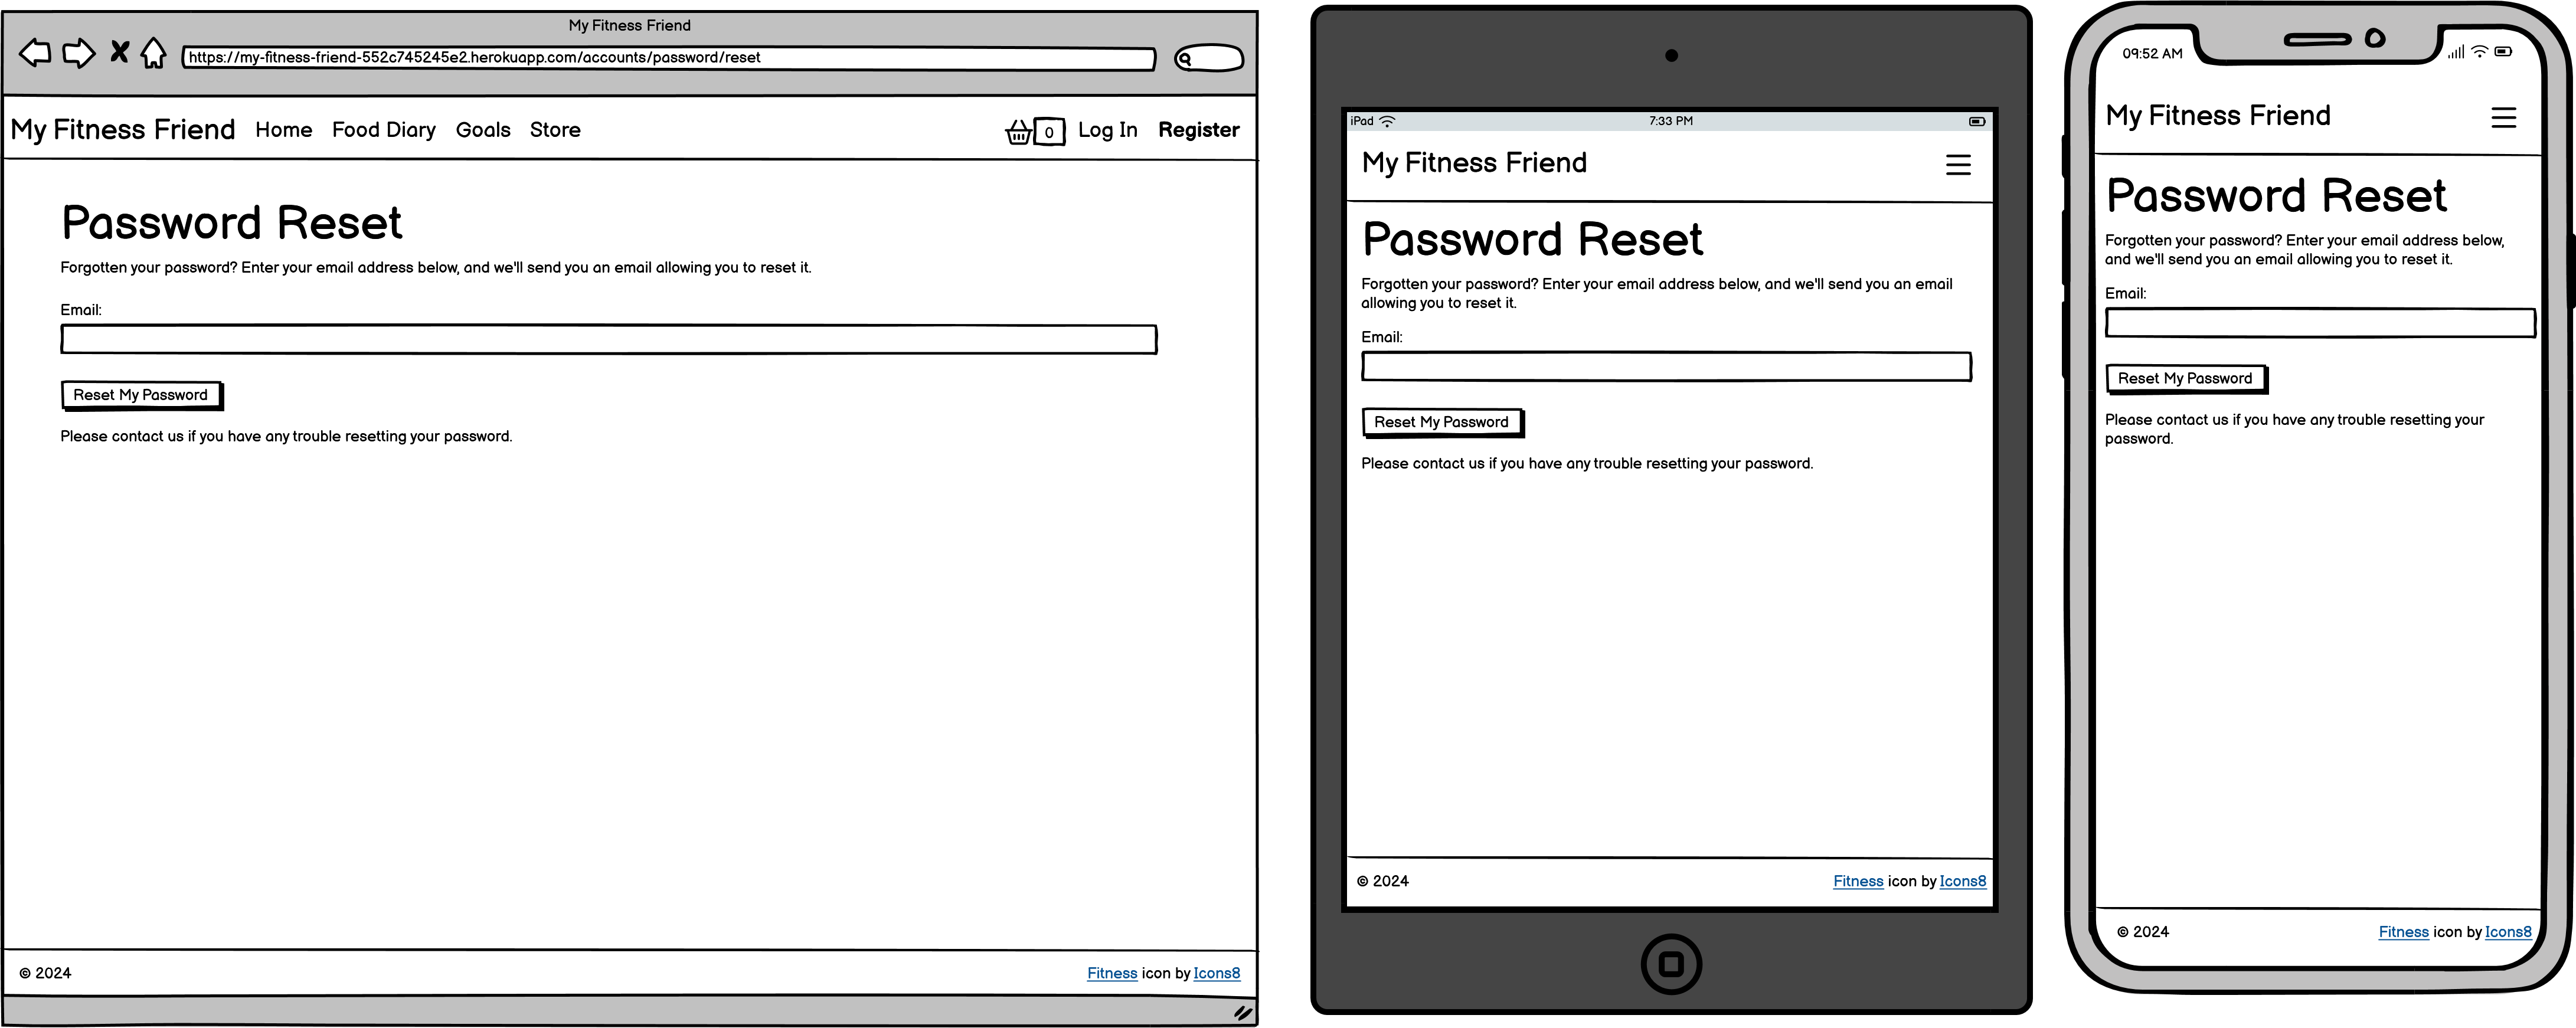 My Fitness Friend
https://my-fitness-friend-552c745245e2.herokuapp.com/accounts/password/reset
My Fitness Friend Home Food Diary Goals Store 0 Log In Register
Password Reset
Forgotten your password? Enter your email address below, and we'll send you an email allowing you to reset it.
Email:
Reset My Password
Please contact us if you have any trouble resetting your password.
© 2024 Fitness icon by Icons8
iPad 7:33 PM
My Fitness Friend
Password Reset
Forgotten your password? Enter your email address below, and we'll send you an email
allowing you to reset it.
Email:
Reset My Password
Please contact us if you have any trouble resetting your password.
© 2024 Fitness icon by Icons8
09:52 AM
My Fitness Friend
Password Reset
Forgotten your password? Enter your email address below,
and we'll send you an email allowing you to reset it.
Email:
Reset My Password
Please contact us if you have any trouble resetting your
password.
© 2024 Fitness icon by Icons8